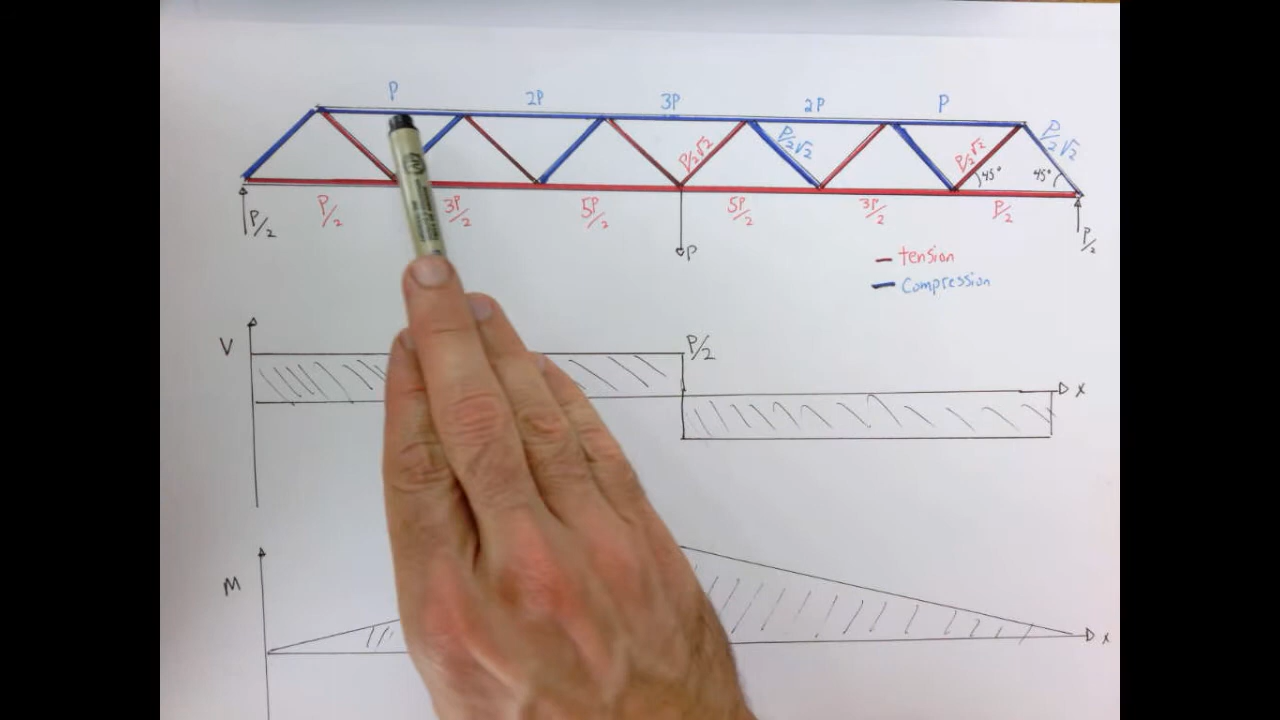 P 2P 3P 2P P
P/2√2 P/2√2 P/2√2 P/2√2
45° 45°
P/2 3P/2 5P/2 5P/2 3P/2 P/2
P/2 P P/2
tension
Compression
V P/2
x
M
x